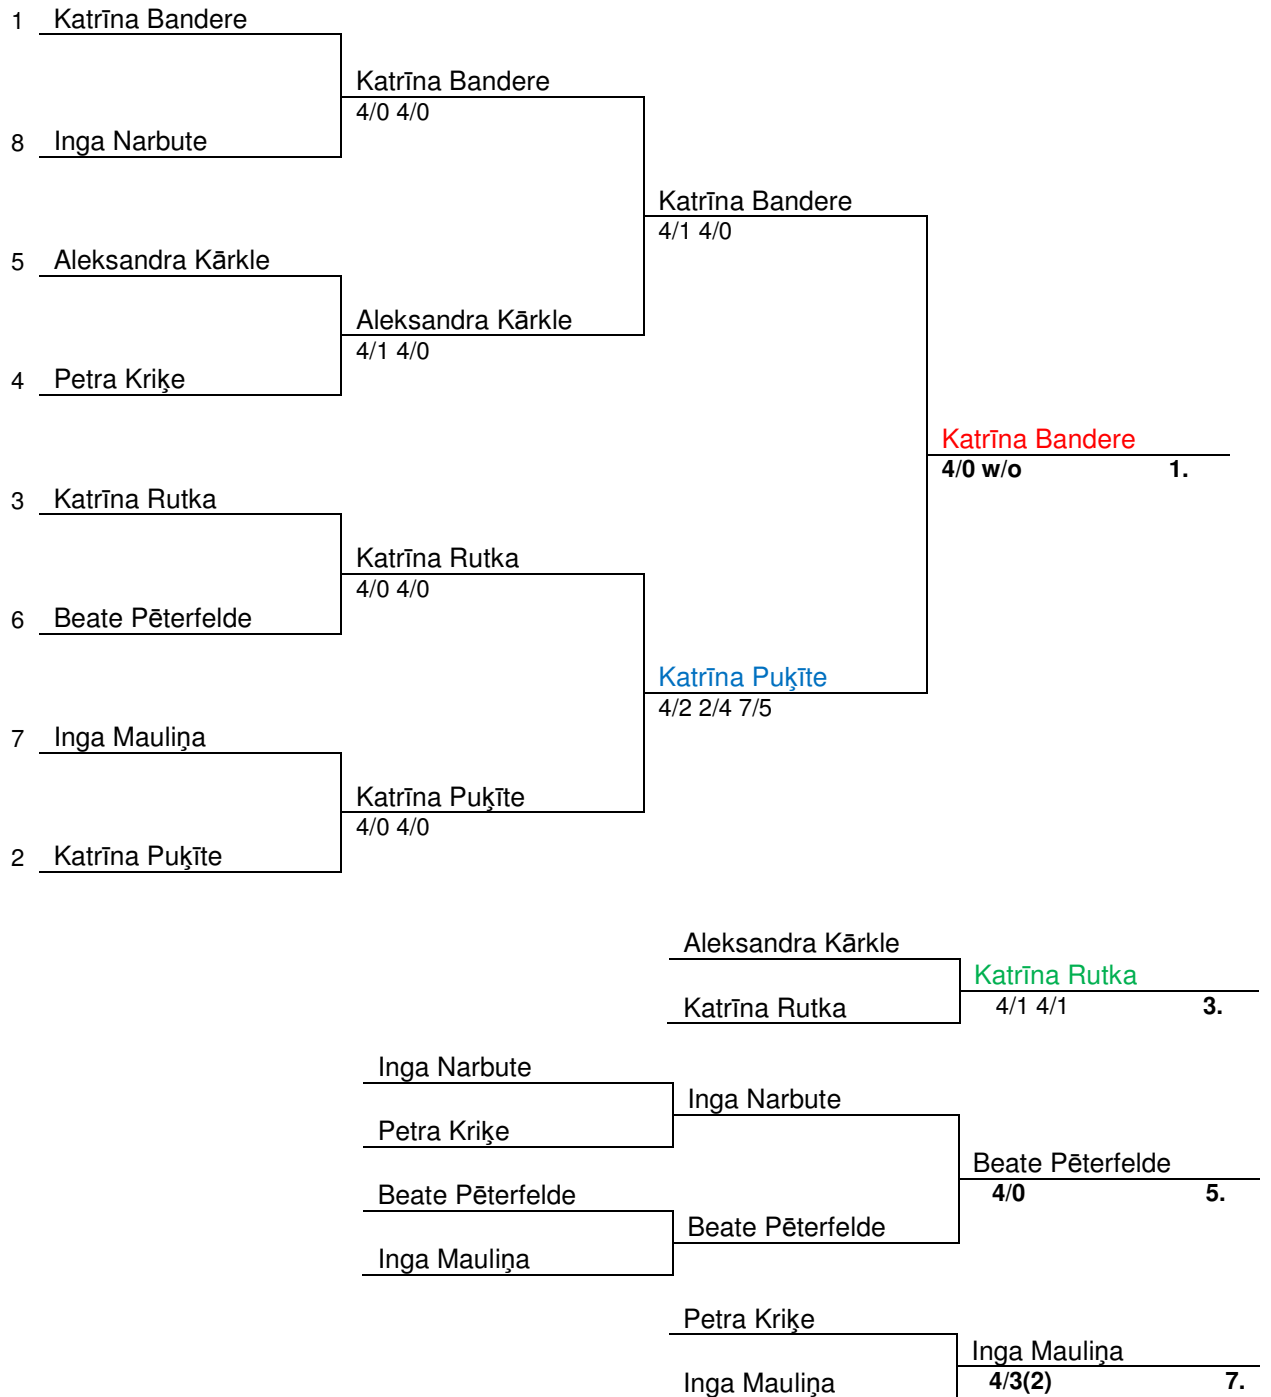 1 Katrīna Bandere
Katrīna Bandere
4/0 4/0
8 Inga Narbute
Katrīna Bandere
4/1 4/0
5 Aleksandra Kārkle
Aleksandra Kārkle
4/1 4/0
4 Petra Kriķe
Katrīna Bandere
4/0 w/o 1.
3 Katrīna Rutka
Katrīna Rutka
4/0 4/0
6 Beate Pēterfelde
Katrīna Puķīte
4/2 2/4 7/5
7 Inga Mauliņa
Katrīna Puķīte
4/0 4/0
2 Katrīna Puķīte
Aleksandra Kārkle
Katrīna Rutka
Katrīna Rutka 4/1 4/1 3.
Inga Narbute
Inga Narbute
Petra Kriķe
Beate Pēterfelde
Beate Pēterfelde 4/0 5.
Beate Pēterfelde
Inga Mauliņa
Petra Kriķe
Inga Mauliņa
Inga Mauliņa 4/3(2) 7.